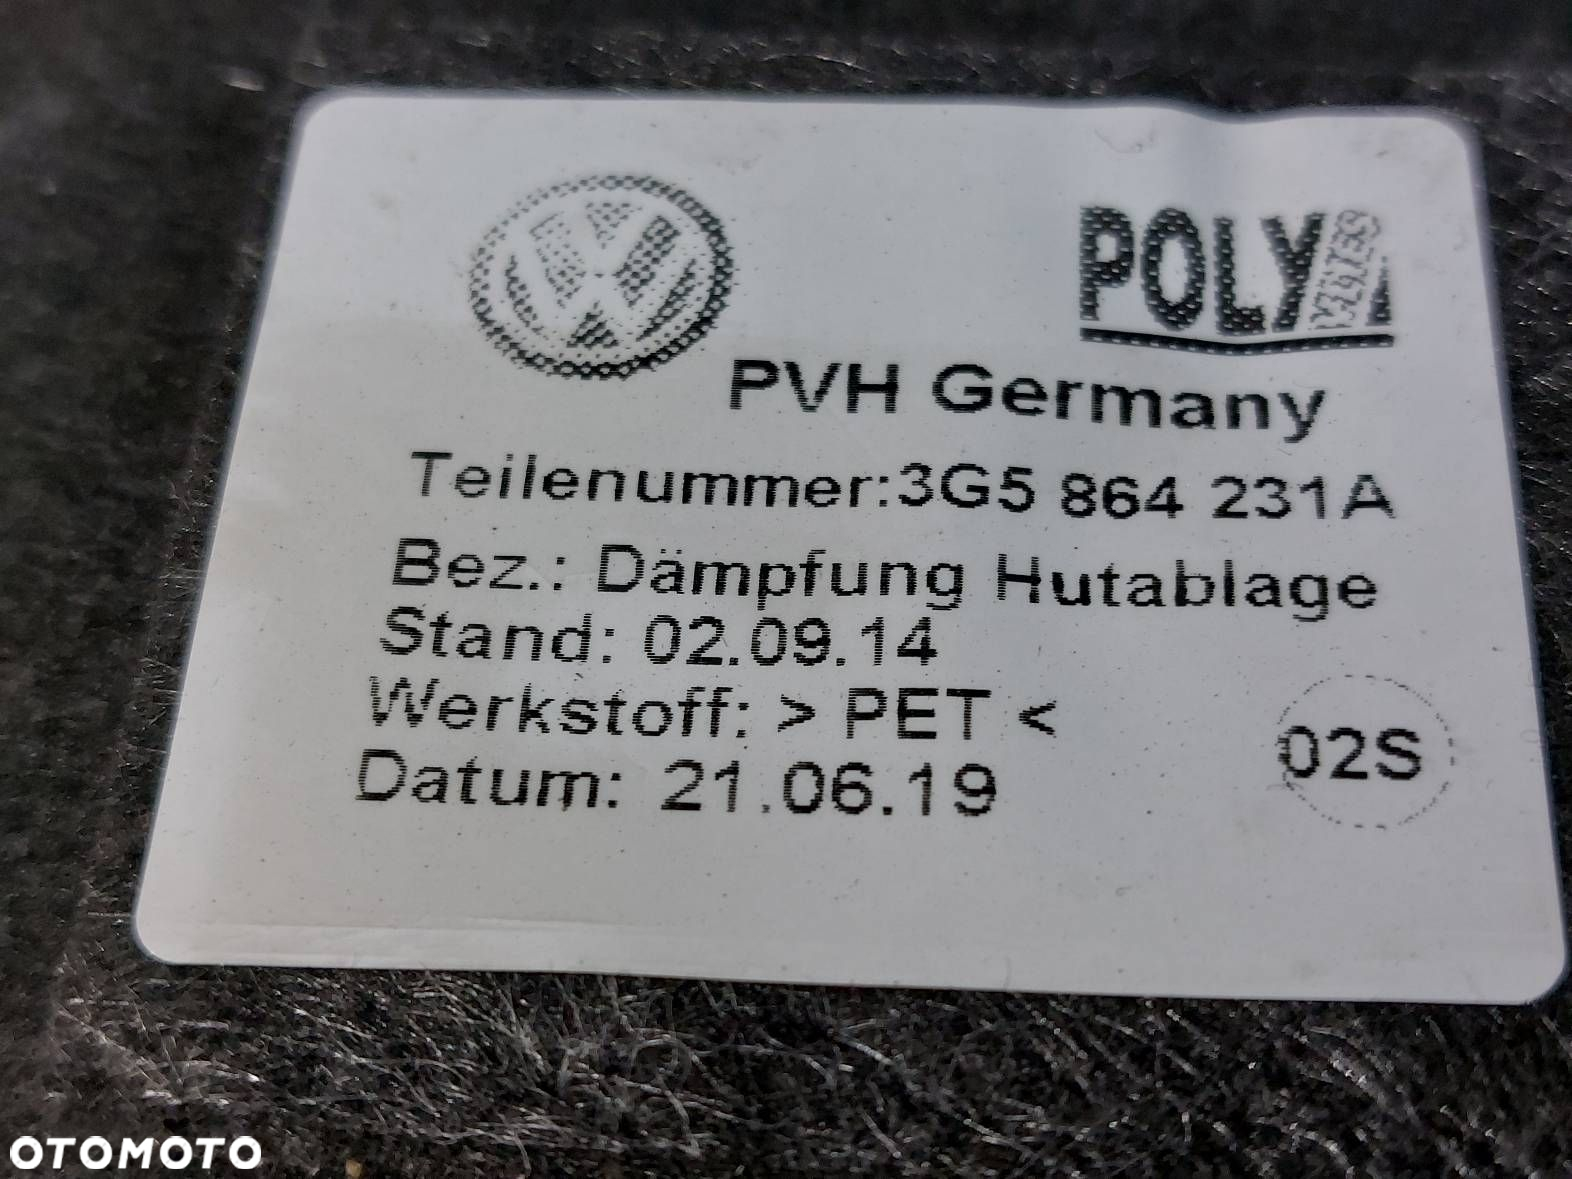 POLY
PVH Germany
Teilenummer:3G5 864 231A
Bez.: Dämpfung Hutablage
Stand: 02.09.14
Werkstoff: > PET <
02S
Datum: 21.06.19
OTOMOTO